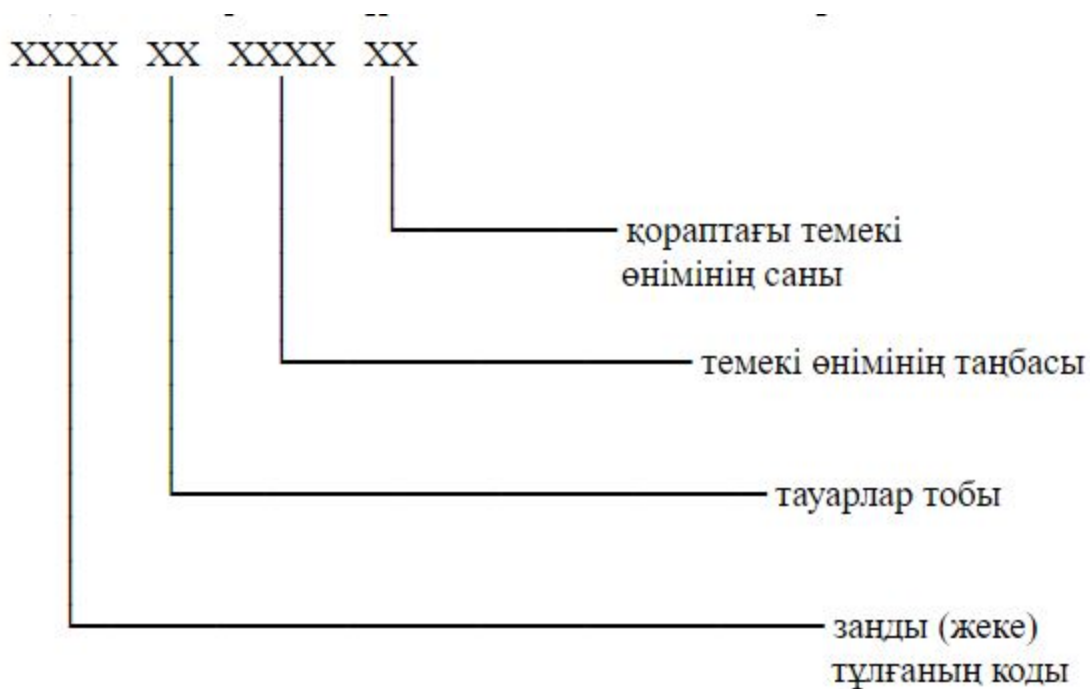 XXXX XX XXXX XX
қораптағы темекі
өнімінің саны
темекі өнімінің таңбасы
тауарлар тобы
заңды (жеке)
тұлғаның коды